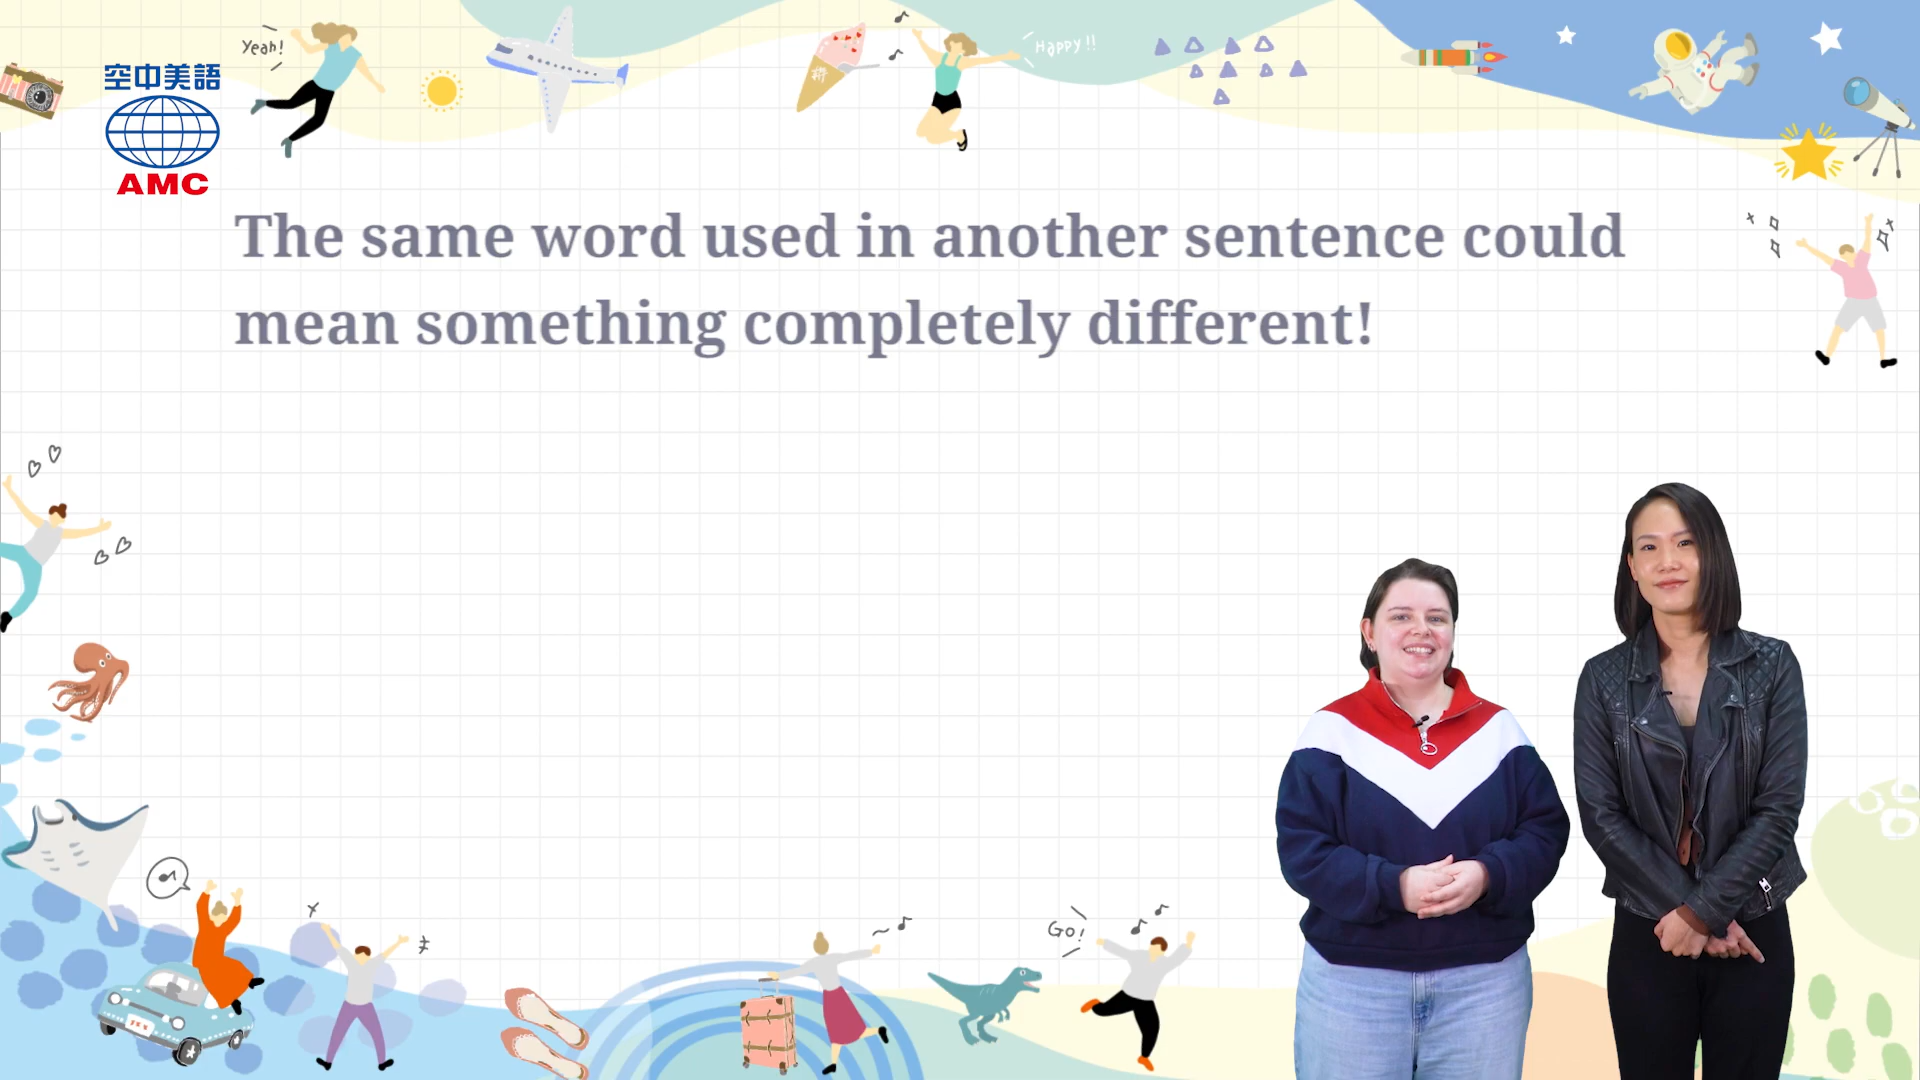 Yeah!
Happy!!
空中美語
AMC
The same word used in another sentence could
mean something completely different!
Go!